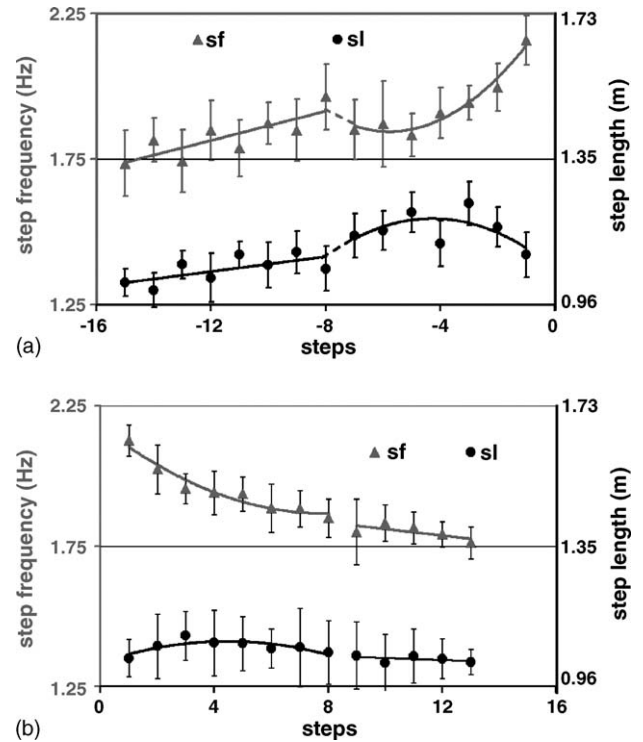 2.25
1.73
sf
sl
step frequency (Hz)
step length (m)
1.75
1.35
1.25
0.96
-16
-12
-8
-4
0
(a)
steps
2.25
1.73
sf
sl
step frequency (Hz)
step length (m)
1.75
1.35
1.25
0.96
0
4
8
12
16
(b)
steps